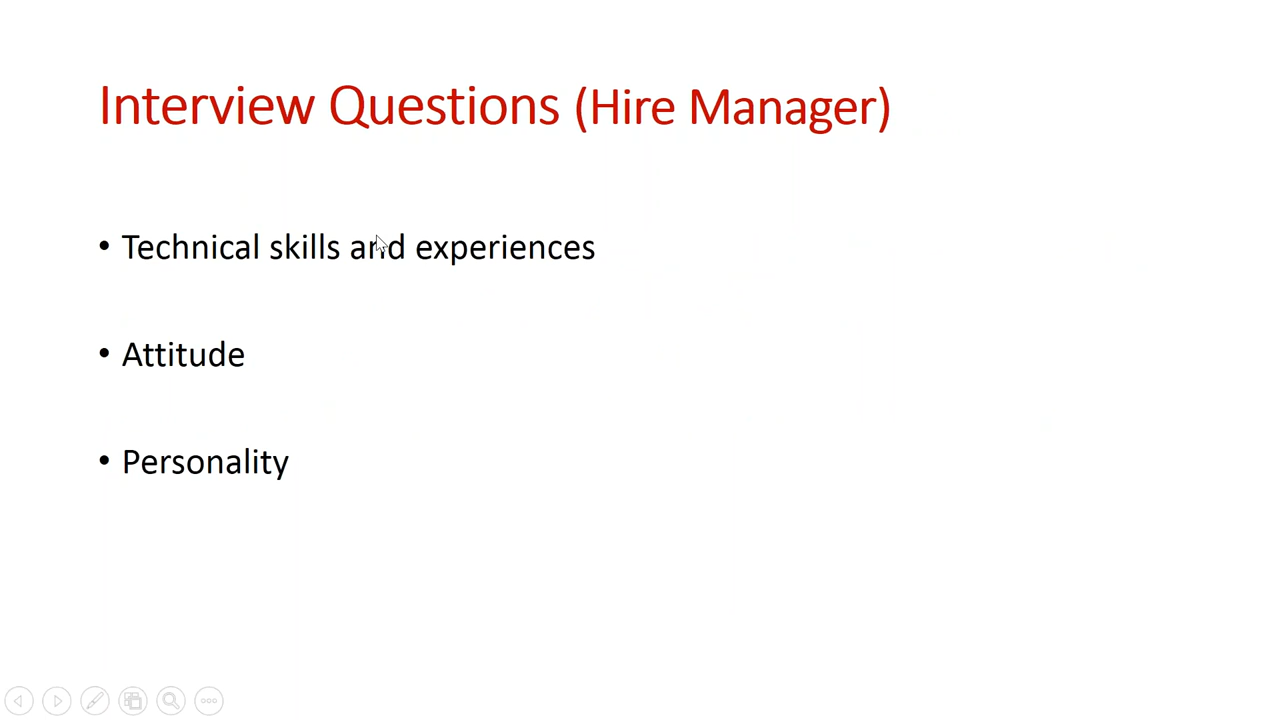 Interview Questions (Hire Manager)
• Technical skills and experiences
• Attitude
• Personality